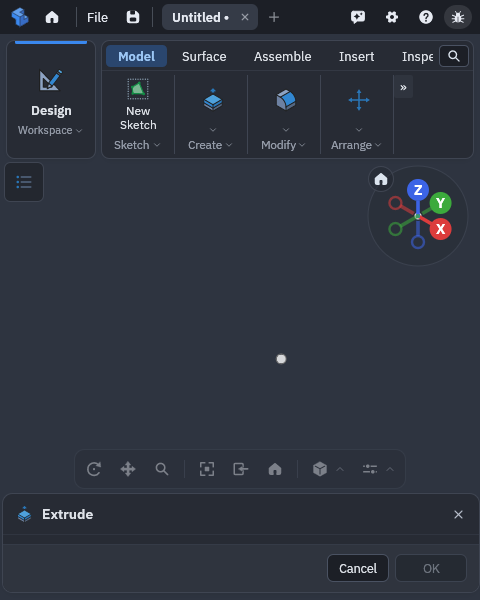 File
Untitled •
Design
Workspace
Model
Surface
Assemble
Insert
Inspe
New
Sketch
Sketch
Create
Modify
Arrange
»
Z
Y
X
Extrude
Cancel
OK